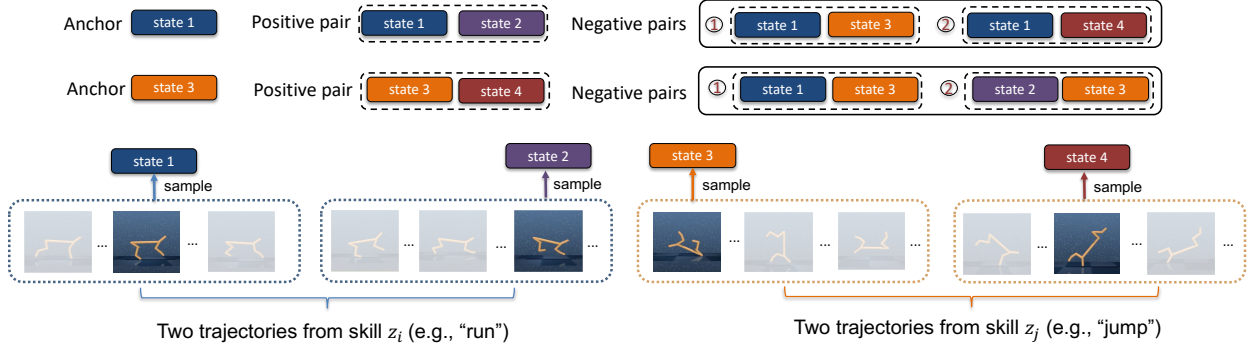 Anchor state 1 Positive pair state 1 state 2 Negative pairs ① state 1 state 3 ② state 1 state 4
Anchor state 3 Positive pair state 3 state 4 Negative pairs ① state 1 state 3 ② state 2 state 3
state 1 state 2 state 3 state 4
sample sample sample sample
... ... ... ... ... ... ... ...
Two trajectories from skill z_i (e.g., “run”) Two trajectories from skill z_j (e.g., “jump”)